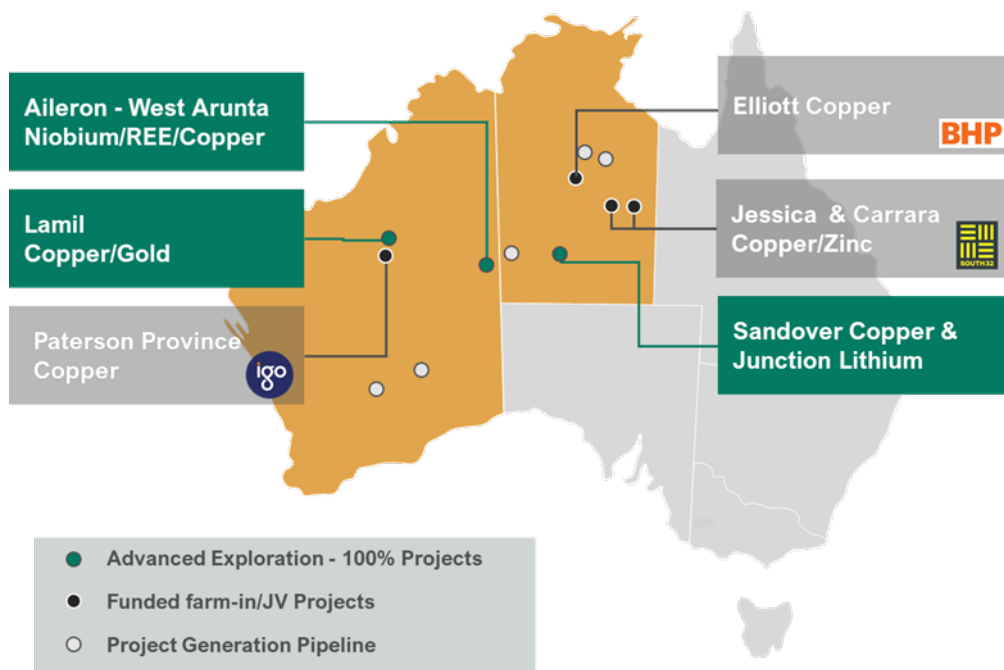 Aileron - West Arunta
Niobium/REE/Copper
Lamil
Copper/Gold
Paterson Province
Copper
igo
Elliott Copper
BHP
Jessica & Carrara
Copper/Zinc
SOUTH32
Sandover Copper &
Junction Lithium
Advanced Exploration - 100% Projects
Funded farm-in/JV Projects
Project Generation Pipeline